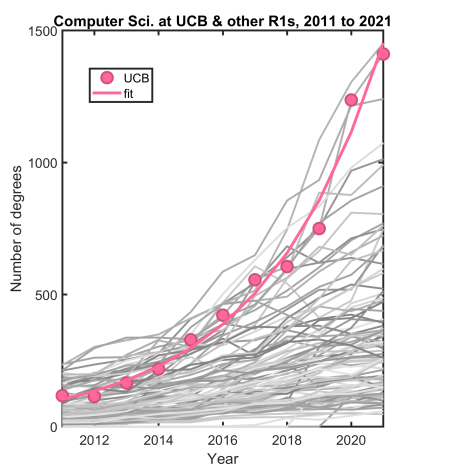 Computer Sci. at UCB & other R1s, 2011 to 2021
1500
UCB
fit
1000
Number of degrees
500
0
2012 2014 2016 2018 2020
Year